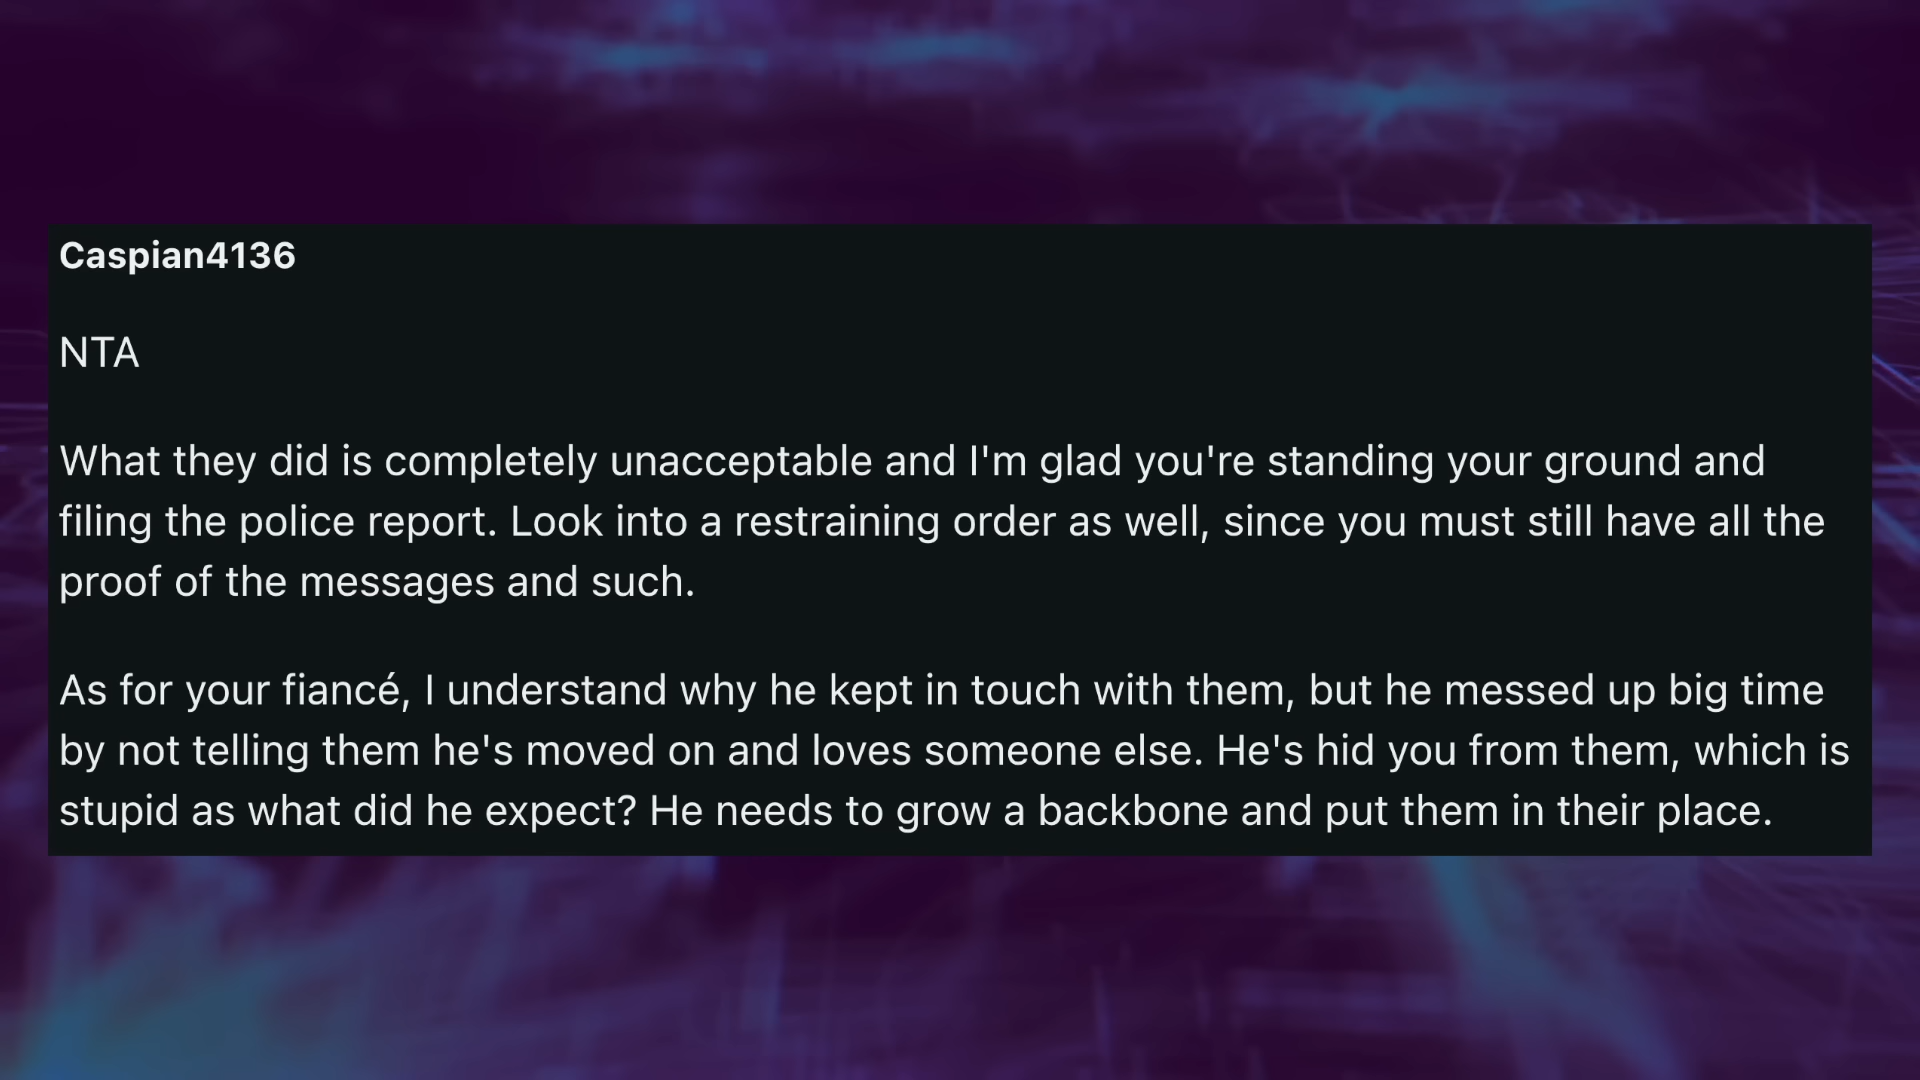 Caspian4136
NTA
What they did is completely unacceptable and I'm glad you're standing your ground and
filing the police report. Look into a restraining order as well, since you must still have all the
proof of the messages and such.
As for your fiancé, I understand why he kept in touch with them, but he messed up big time
by not telling them he's moved on and loves someone else. He's hid you from them, which is
stupid as what did he expect? He needs to grow a backbone and put them in their place.